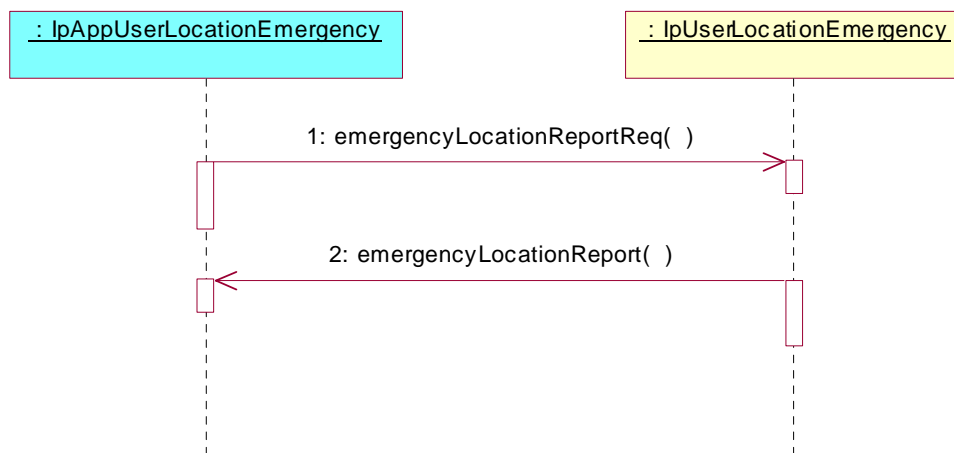 : IpAppUserLocationEmergency
: IpUserLocationEmergency
1: emergencyLocationReportReq( )
2: emergencyLocationReport( )